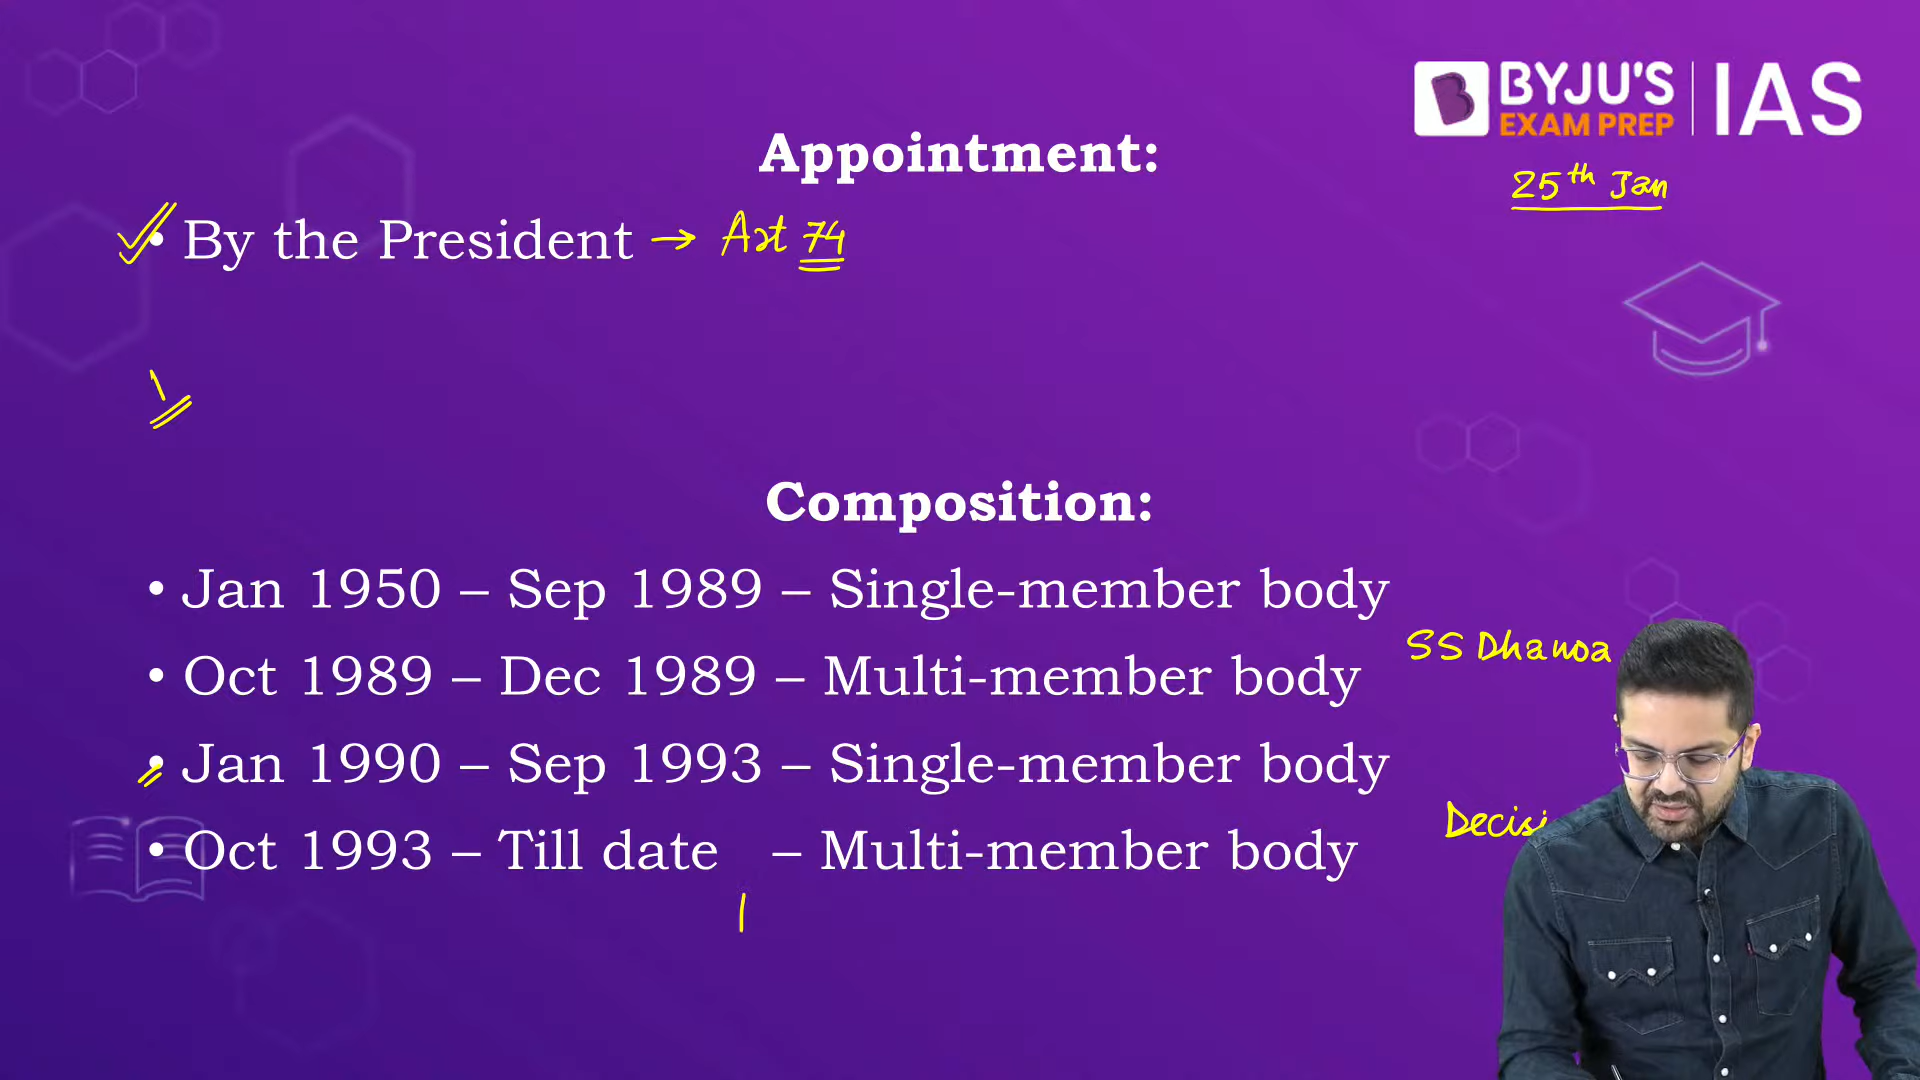 BYJU'S | IAS
EXAM PREP
25th Jan
Appointment:
• By the President → Art 74
Composition:
• Jan 1950 – Sep 1989 – Single-member body
SS Dhanoa
• Oct 1989 – Dec 1989 – Multi-member body
• Jan 1990 – Sep 1993 – Single-member body
Decisi
• Oct 1993 – Till date – Multi-member body